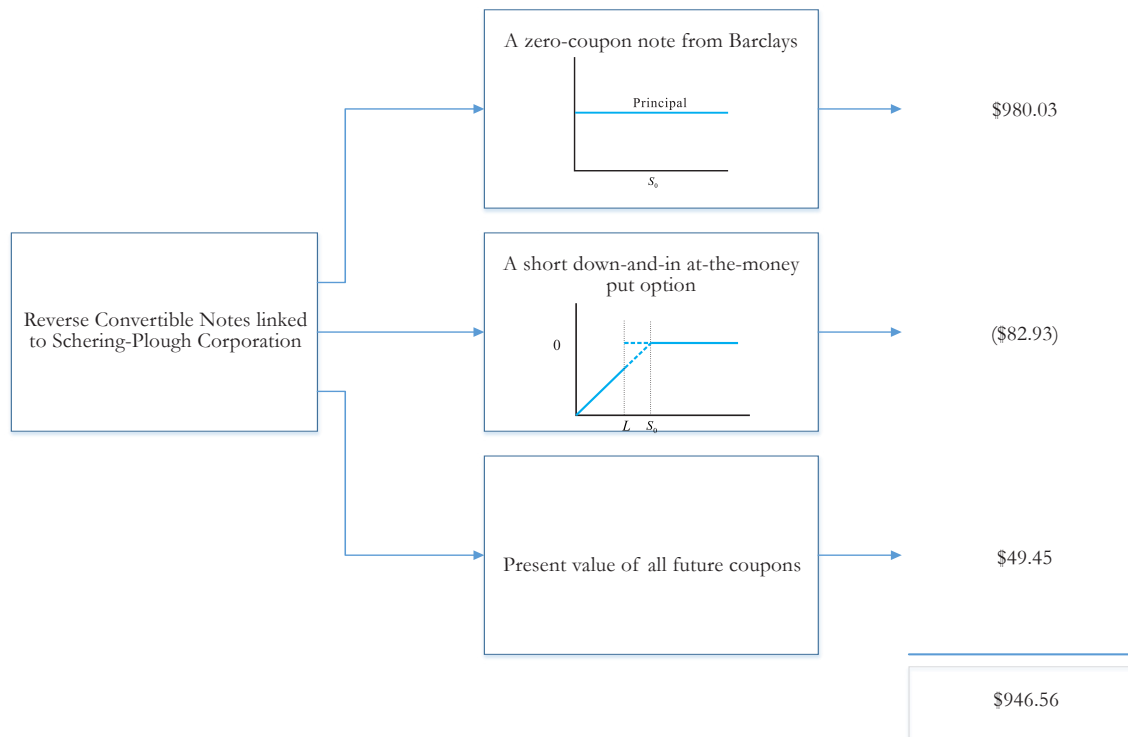 A zero-coupon note from Barclays
Principal
S₀
$980.03
Reverse Convertible Notes linked
to Schering-Plough Corporation
A short down-and-in at-the-money
put option
0
L S₀
($82.93)
Present value of all future coupons
$49.45
$946.56